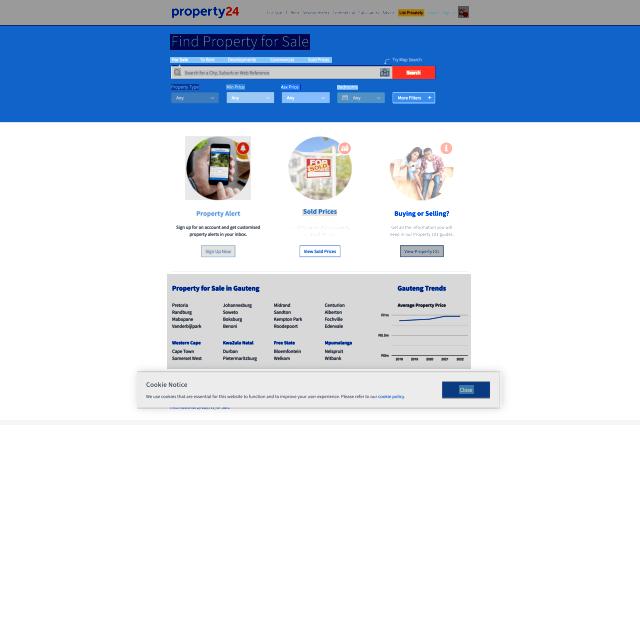 property24
List Privately
Find Property for Sale
For Sale To Rent Developments Commercial Sold Prices
Try Map Search
Search for a City, Suburb or Web Reference
Search
Property Type Min Price Max Price Bedrooms
Any Any Any Any More Filters +
FOR SALE
SOLD
Property Alert
Sign up for an account and get customised
property alerts in your inbox.
Sign Up Now
Sold Prices
View Sold Prices
Buying or Selling?
Get all the information you will
need in our Property 101 guides.
View Property101
Property for Sale in Gauteng
Pretoria Johannesburg Midrand Centurion
Randburg Soweto Sandton Alberton
Mabopane Boksburg Kempton Park Fochville
Vanderbijlpark Benoni Roodepoort Edenvale
Western Cape KwaZulu Natal Free State Mpumalanga
Cape Town Durban Bloemfontein Nelspruit
Somerset West Pietermaritzburg Welkom Witbank
Gauteng Trends
Average Property Price
2018 2019 2020 2021 2022
Cookie Notice
We use cookies that are essential for this website to function and to improve your user experience. Please refer to our cookie policy.
Close